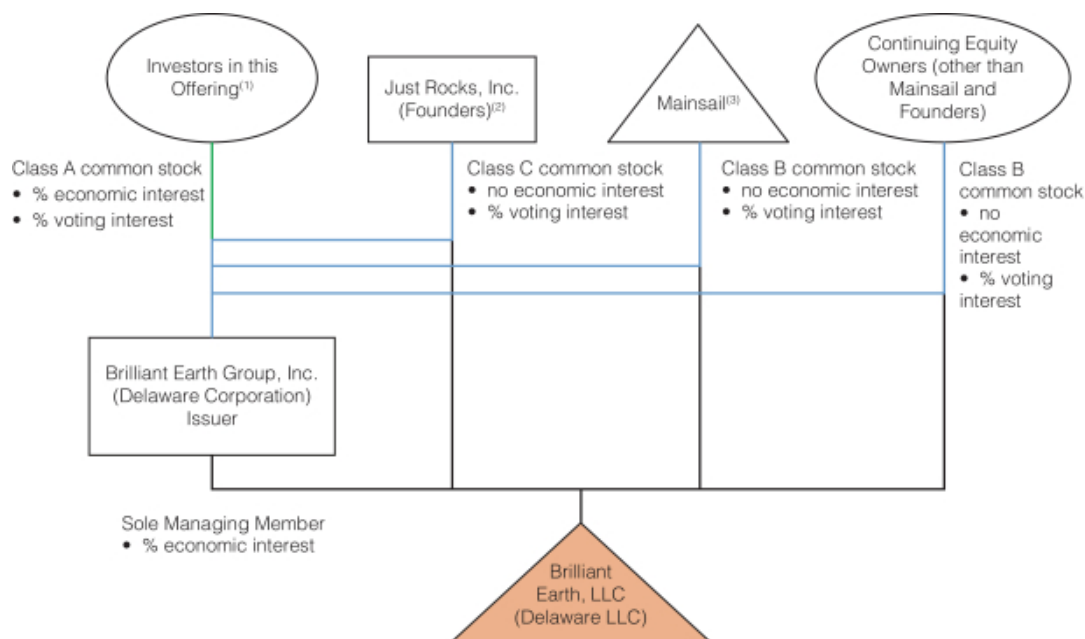 Investors in this
Offering(1)
Just Rocks, Inc.
(Founders)(2)
Mainsail(3)
Continuing Equity
Owners (other than
Mainsail and
Founders)
Class A common stock
• % economic interest
• % voting interest
Class C common stock
• no economic interest
• % voting interest
Class B common stock
• no economic interest
• % voting interest
Class B
common stock
• no
economic
interest
• % voting
interest
Brilliant Earth Group, Inc.
(Delaware Corporation)
Issuer
Sole Managing Member
• % economic interest
Brilliant
Earth, LLC
(Delaware LLC)